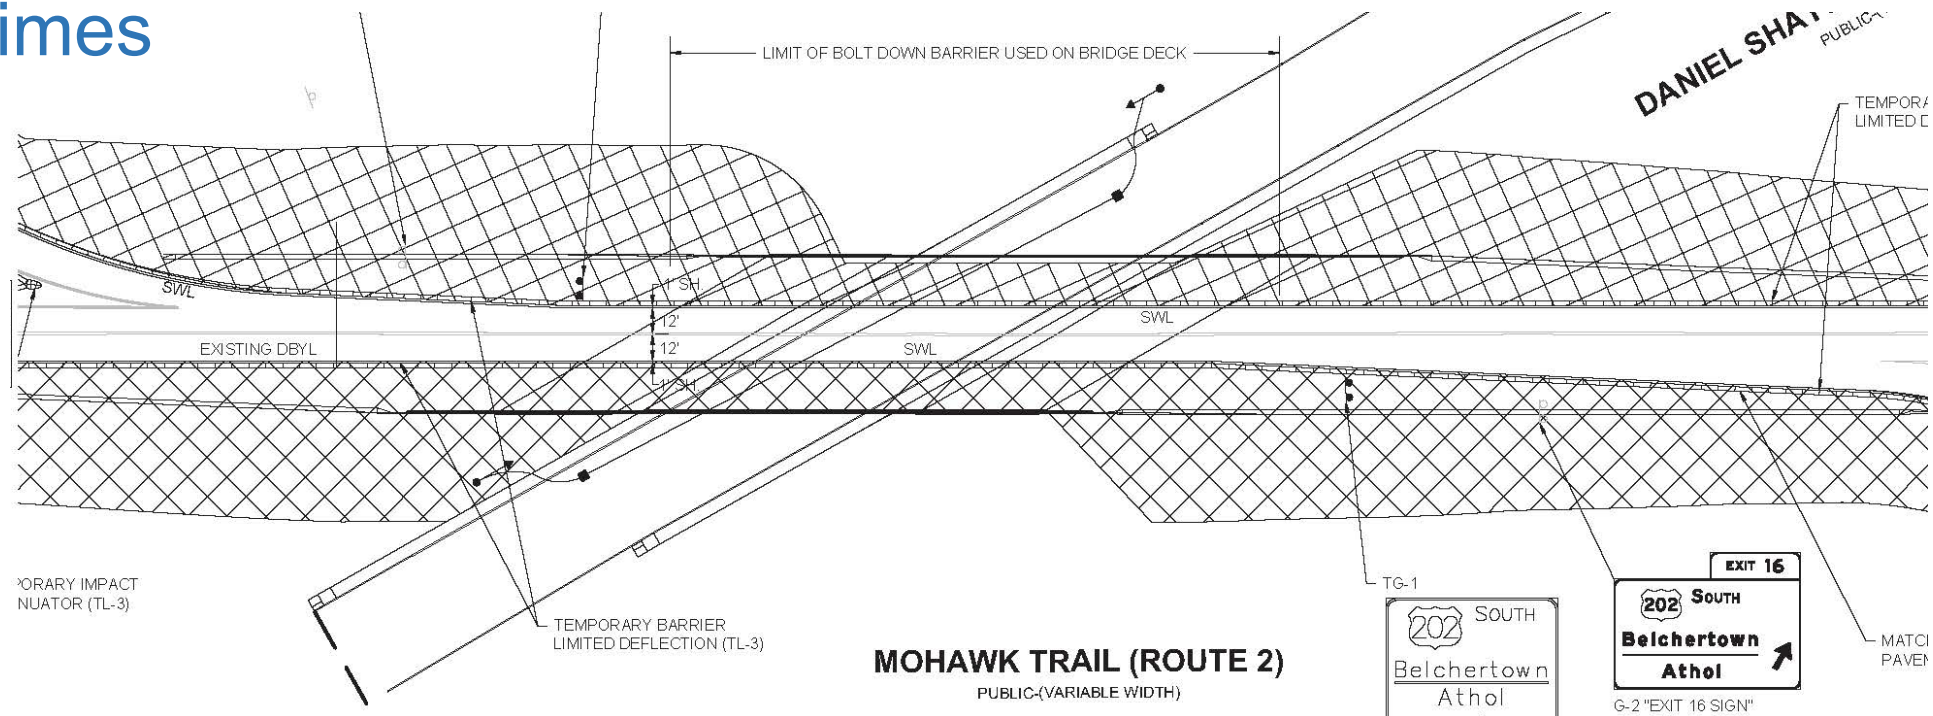 imes
LIMIT OF BOLT DOWN BARRIER USED ON BRIDGE DECK
DANIEL SHAY
PUBLIC-(
TEMPORA
LIMITED D
SWL
1' SH.
12'
SWL
EXISTING DBYL
12'
SWL
1' SH.
PORARY IMPACT
NUATOR (TL-3)
TEMPORARY BARRIER
LIMITED DEFLECTION (TL-3)
MOHAWK TRAIL (ROUTE 2)
PUBLIC-(VARIABLE WIDTH)
TG-1
202 SOUTH
Belchertown
Athol
EXIT 16
202 SOUTH
Belchertown
Athol
G-2 "EXIT 16 SIGN"
MATC
PAVEM